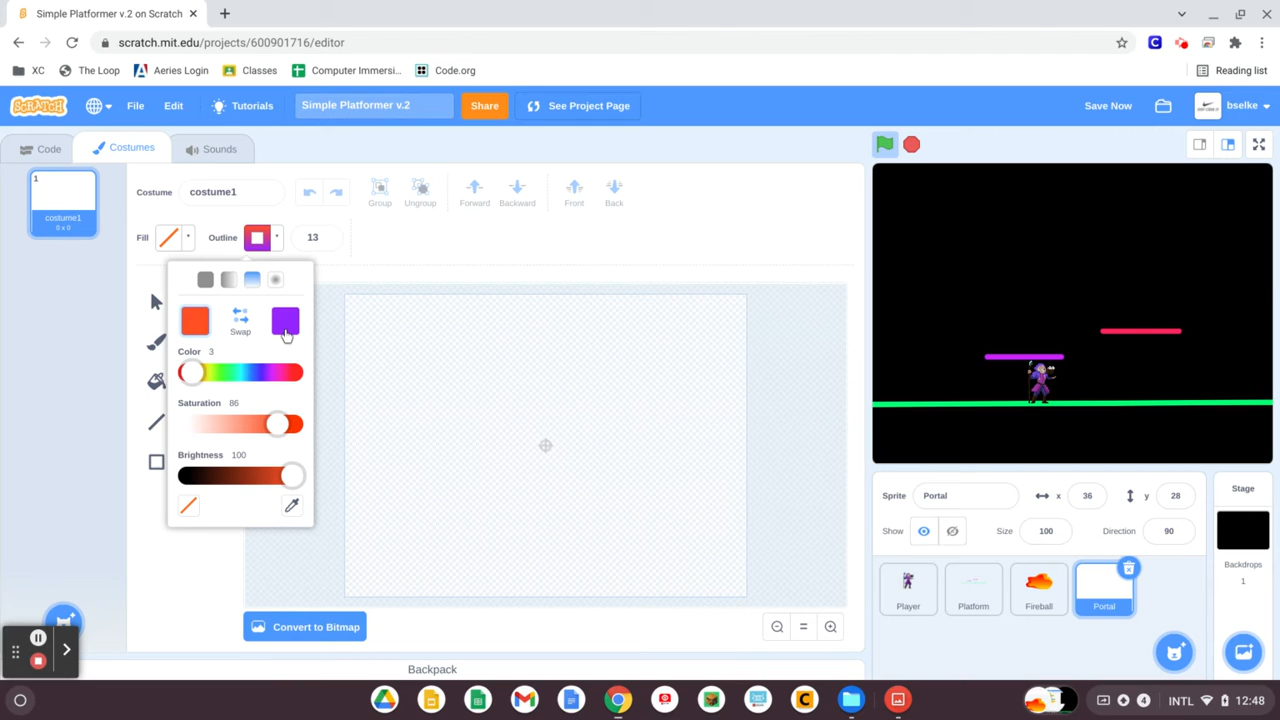 Simple Platformer v.2 on Scratch
scratch.mit.edu/projects/600901716/editor
XC The Loop Aeries Login Classes Computer Immersi... Code.org Reading list
SCRATCH File Edit Tutorials Simple Platformer v.2 Share See Project Page Save Now bselke
Code Costumes Sounds
1
costume1
0 x 0
Costume costume1 Group Ungroup Forward Backward Front Back
Fill Outline 13
Swap
Color 3
Saturation 86
Brightness 100
Convert to Bitmap
Backpack
Sprite Portal x 36 y 28
Show Size 100 Direction 90
Player Platform Fireball Portal
Stage
Backdrops
1
INTL 4 12:48